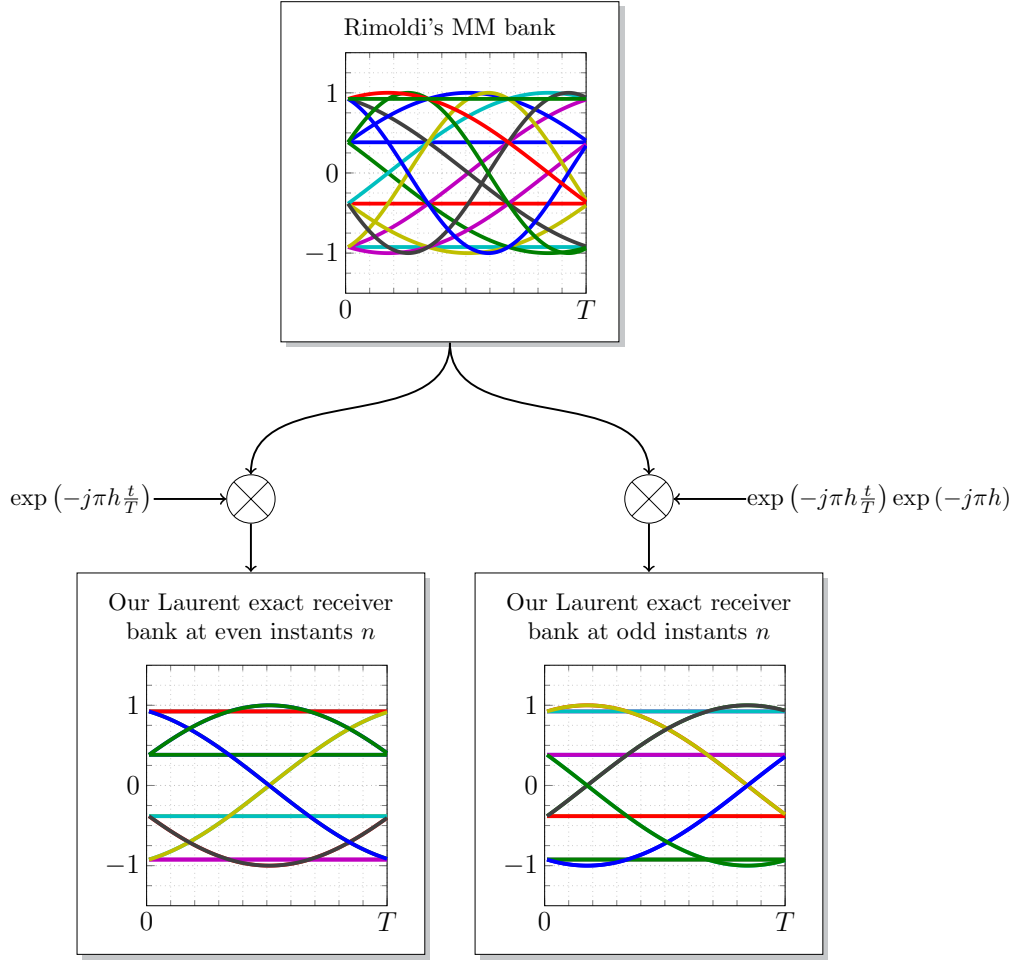 Rimoldi's MM bank
1
0
−1
0 T
exp (−jπh t/T)
exp (−jπh t/T) exp (−jπh)
Our Laurent exact receiver
bank at even instants n
1
0
−1
0 T
Our Laurent exact receiver
bank at odd instants n
1
0
−1
0 T